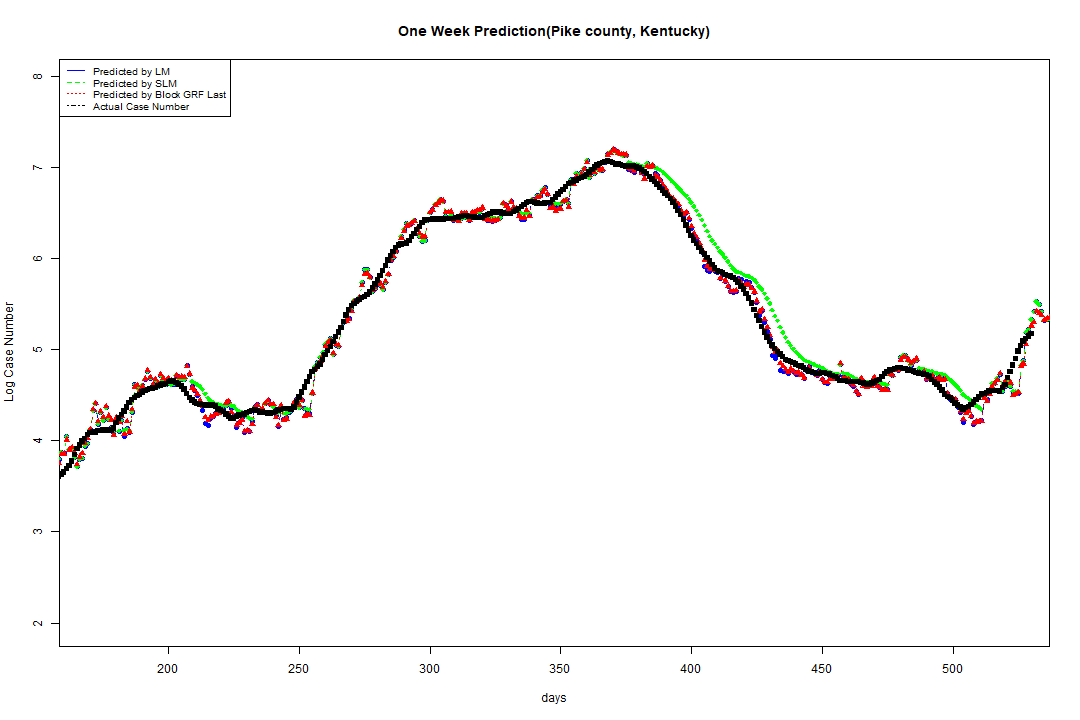 One Week Prediction(Pike county, Kentucky)
Predicted by LM
Predicted by SLM
Predicted by Block GRF Last
Actual Case Number
8
7
6
5
4
3
2
Log Case Number
200 250 300 350 400 450 500
days